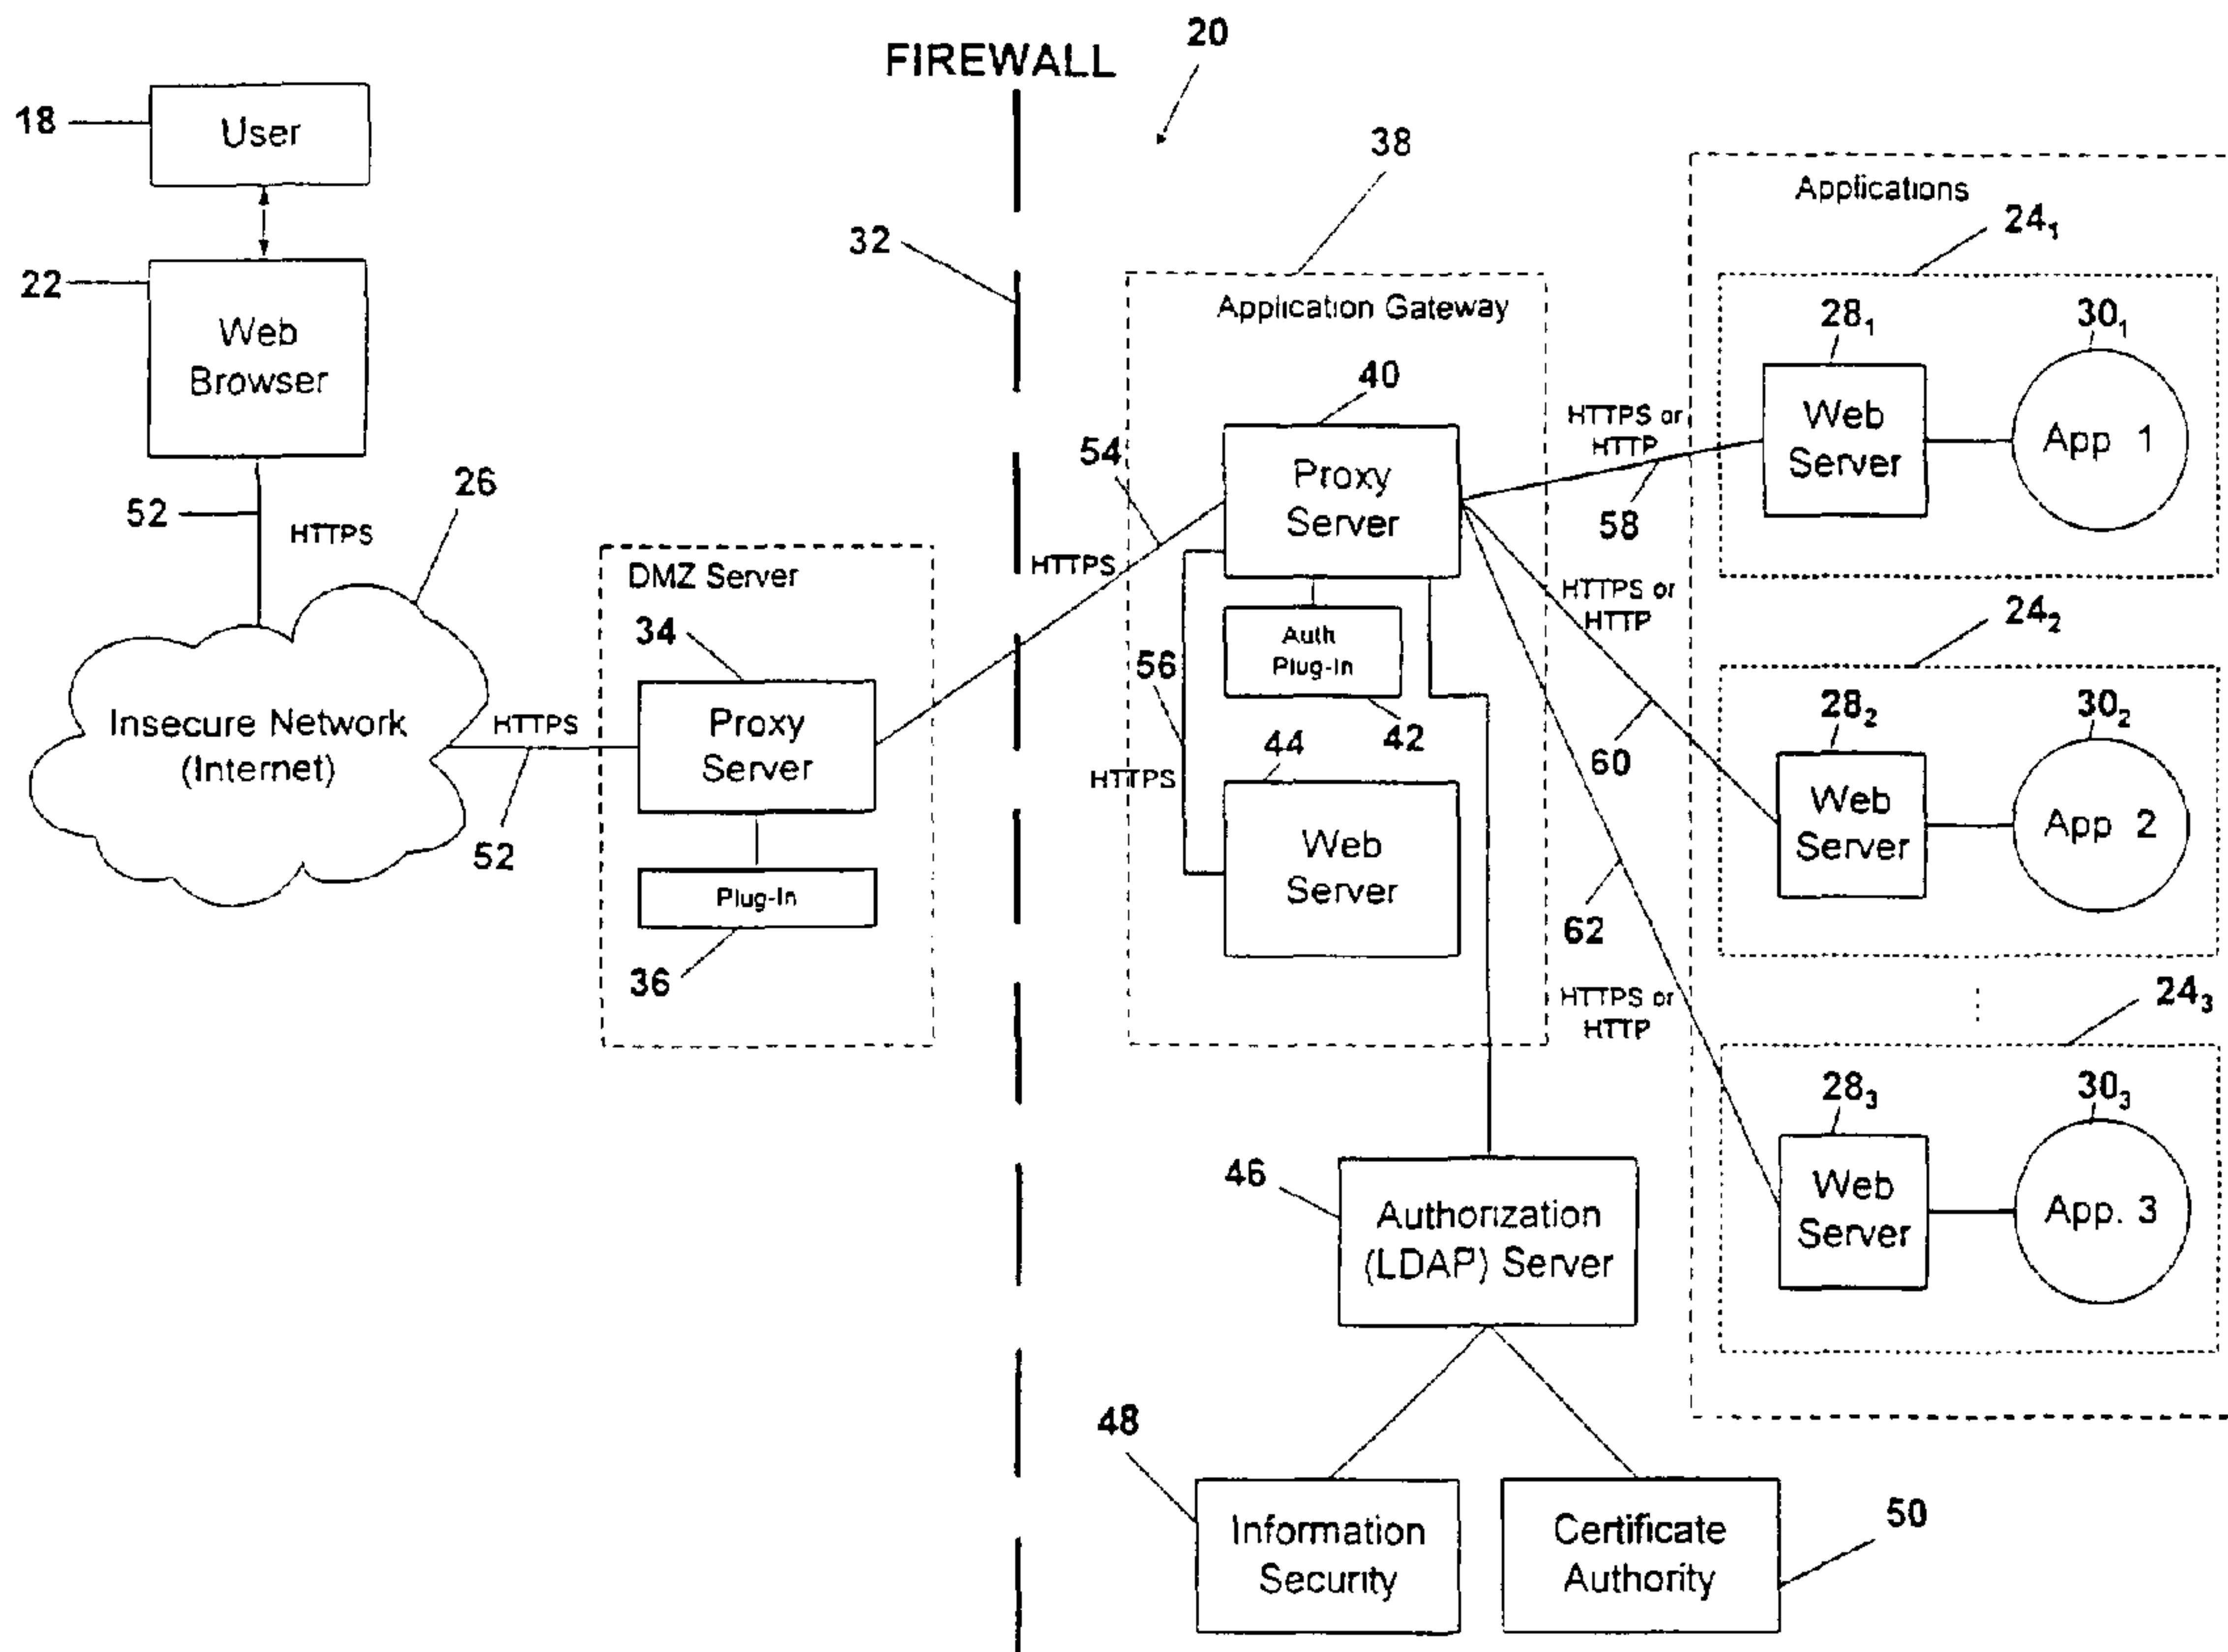 FIREWALL
20
18
User
38
Applications
24₁
32
22
Web
Browser
Application Gateway
28₁
30₁
40
HTTPS or
HTTP
Web
Server
App 1
54
26
52
HTTPS
Proxy
Server
58
DMZ Server
HTTPS
HTTPS or
HTTP
24₂
34
Auth
Plug-In
56
Insecure Network
(Internet)
HTTPS
Proxy
Server
42
44
60
28₂
30₂
HTTPS
52
Web
Server
Web
Server
App 2
Plug-In
36
62
HTTPS or
HTTP
24₃
28₃
30₃
46
Authorization
(LDAP) Server
Web
Server
App. 3
48
Information
Security
Certificate
Authority
50